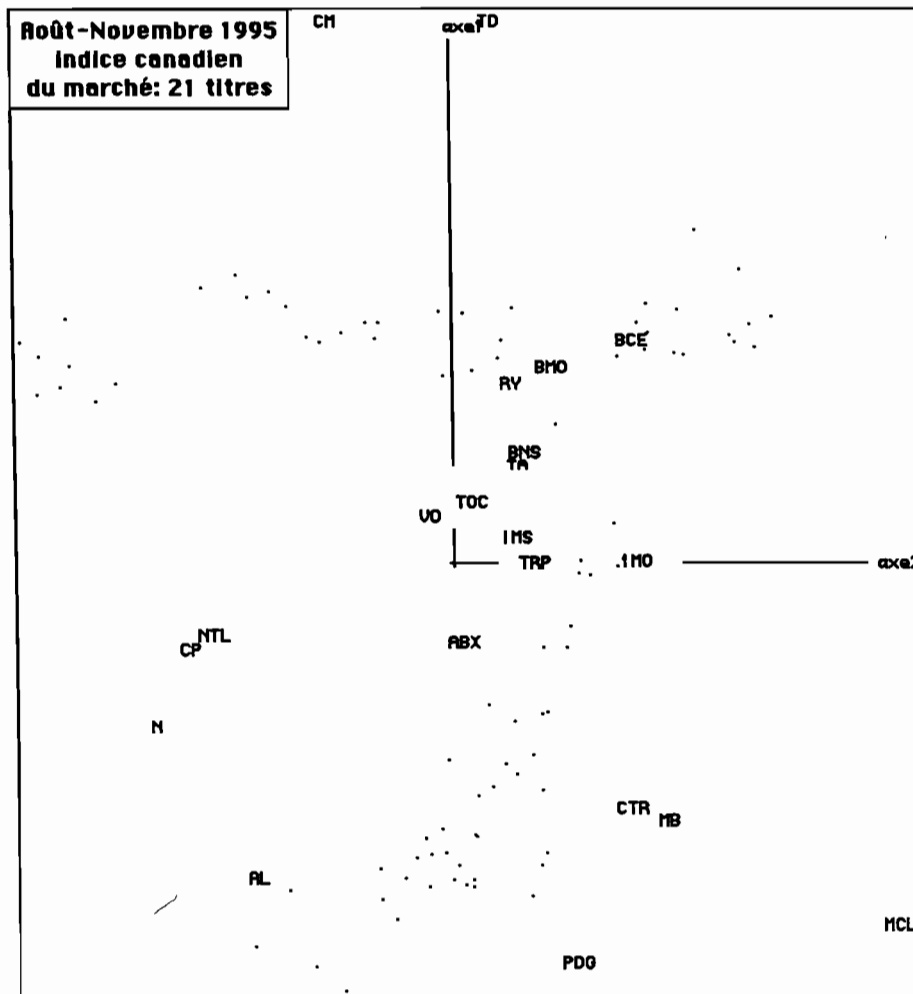 Août-Novembre 1995
Indice canadien
du marché: 21 titres
CM
axe1
TD
BCE
BMO
RY
BNS
TA
TOC
VO
IMS
TRP
IMO
axe2
NTL
CP
ABX
N
CTR
MB
AL
MCL
PDG